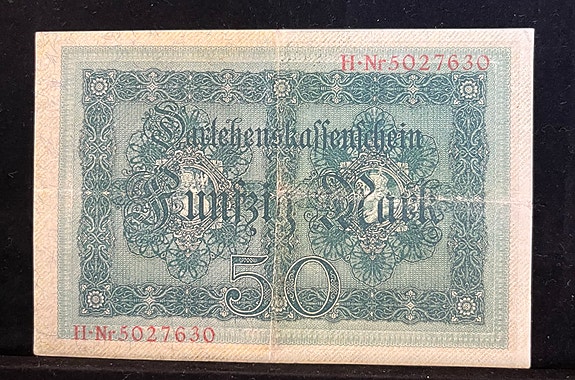 H·Nr5027630
Darlehenskassenschein
Fünfzig Mark
50
H·Nr5027630